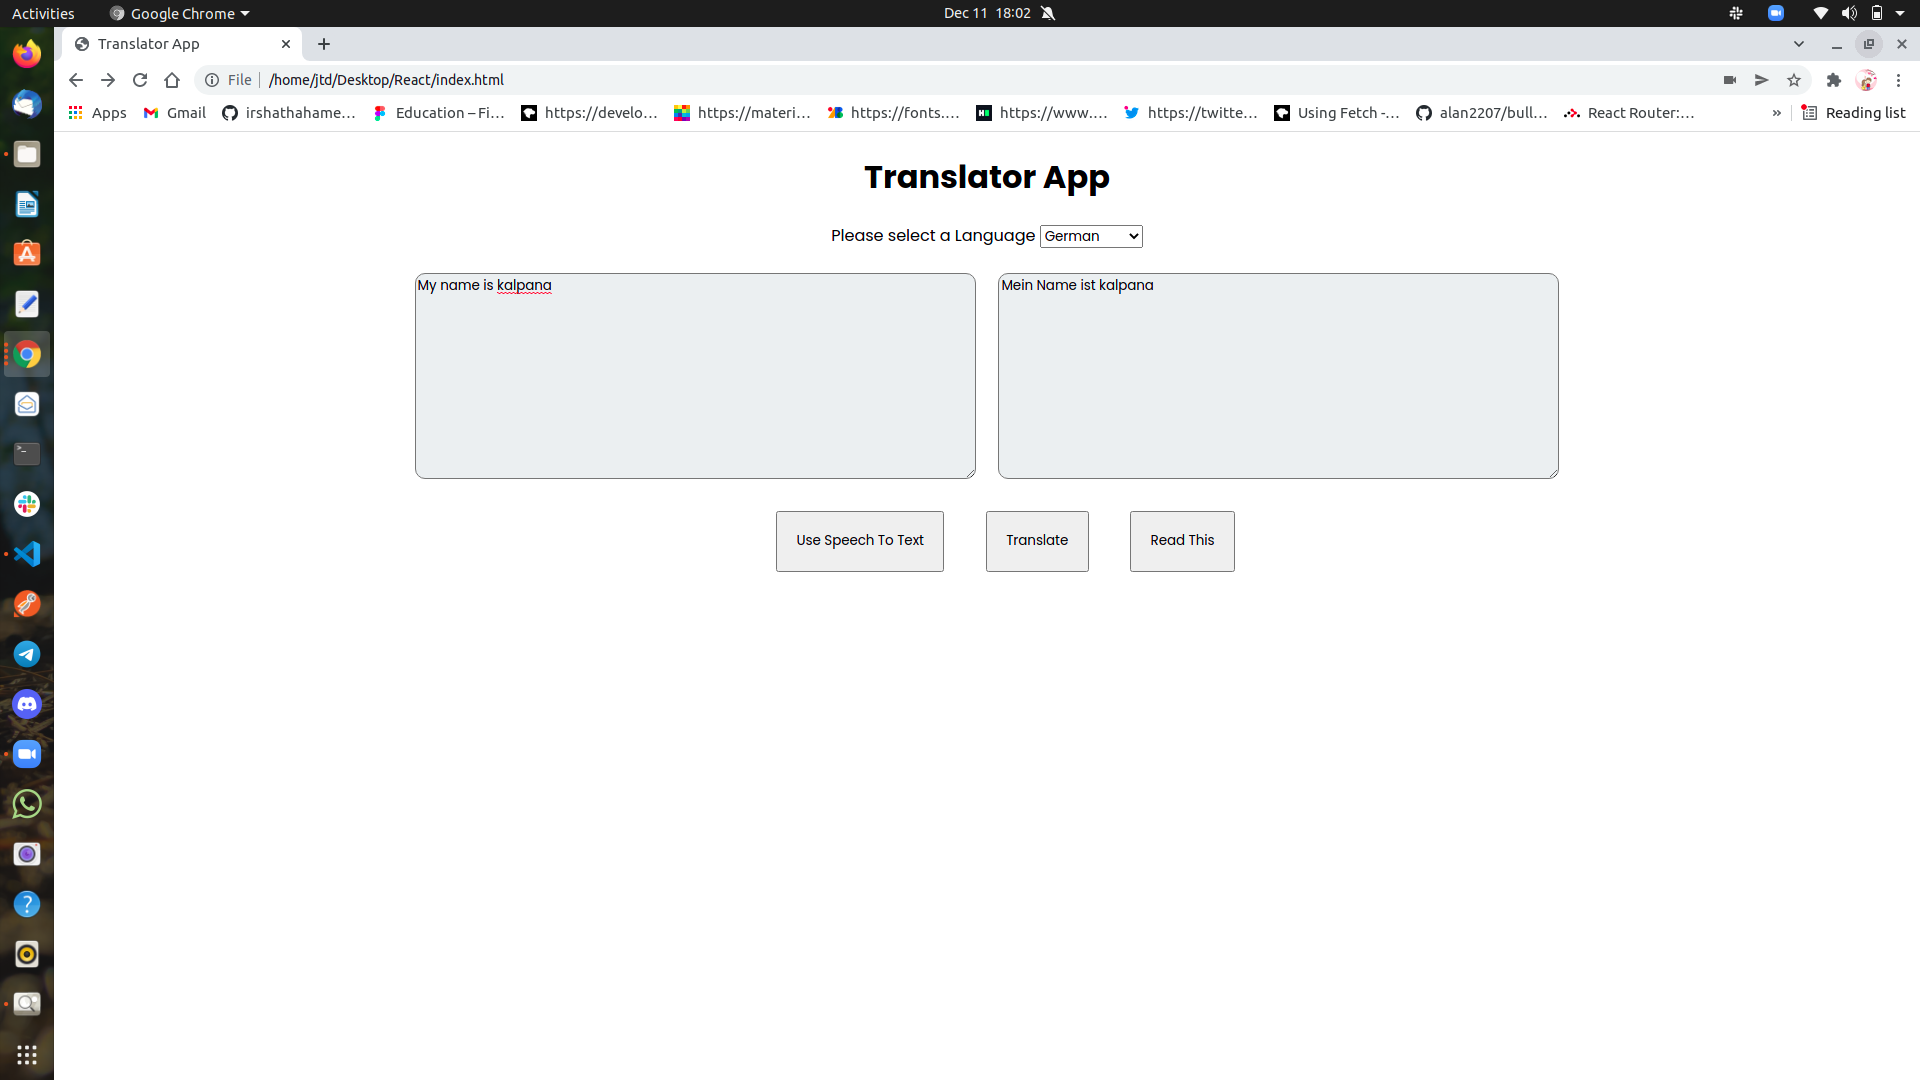 Activities
Google Chrome
Dec 11 18:02
Translator App
File
/home/jtd/Desktop/React/index.html
Apps
Gmail
irshathahame…
Education – Fi…
https://develo…
https://materi…
https://fonts.…
https://www.…
https://twitte…
Using Fetch -…
alan2207/bull…
React Router:…
»
Reading list
Translator App
Please select a Language
German
My name is kalpana
Mein Name ist kalpana
Use Speech To Text
Translate
Read This